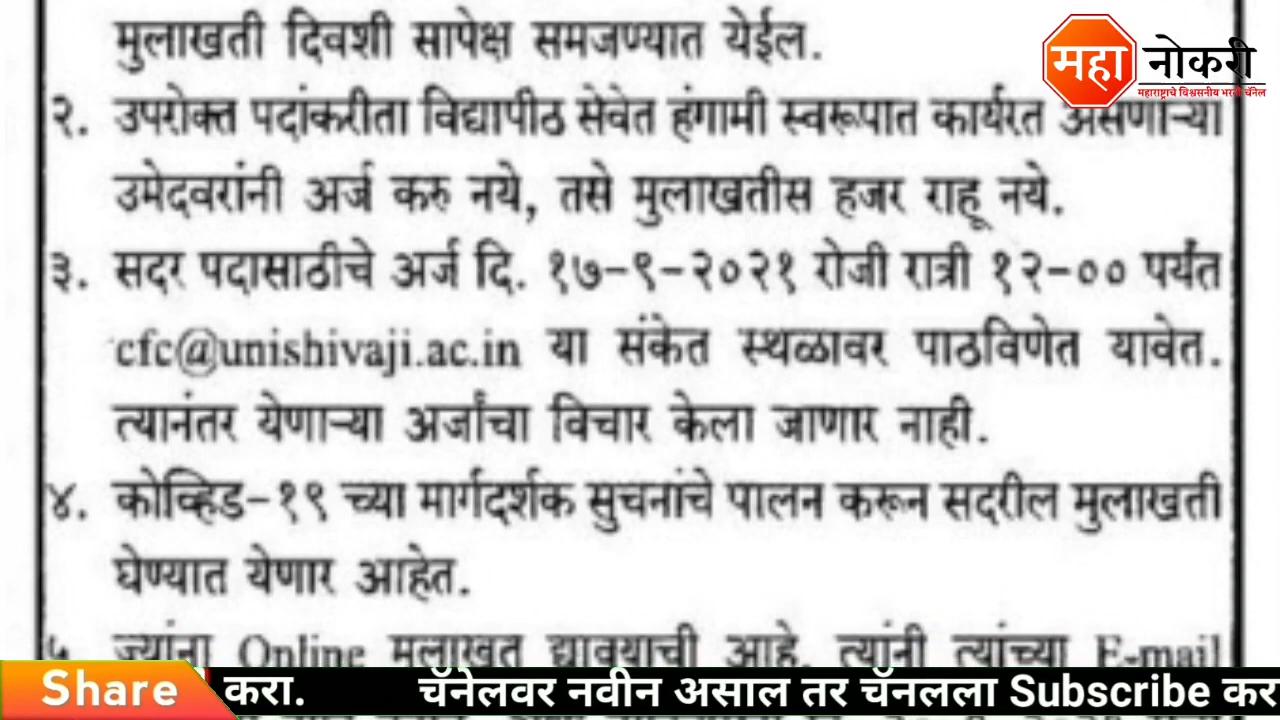 मुलाखती दिवशी सापेक्ष समजण्यात येईल.
महा नोकरी
महाराष्ट्राचे विश्वसनीय भरती चॅनेल
२. उपरोक्त पदांकरीता विद्यापीठ सेवेत हंगामी स्वरूपात कार्यरत असणाऱ्या
उमेदवरांनी अर्ज करु नये, तसे मुलाखतीस हजर राहू नये.
३. सदर पदासाठीचे अर्ज दि. १७-९-२०२१ रोजी रात्री १२-०० पर्यंत
cfc@unishivaji.ac.in या संकेत स्थळावर पाठविणेत यावेत.
त्यानंतर येणाऱ्या अर्जांचा विचार केला जाणार नाही.
४. कोव्हिड-१९ च्या मार्गदर्शक सुचनांचे पालन करून सदरील मुलाखती
घेण्यात येणार आहेत.
५ ज्यांना Online मुलाखत द्यावयाची आहे. त्यांनी त्यांच्या E-mail
Share करा. चॅनेलवर नवीन असाल तर चॅनलला Subscribe कर